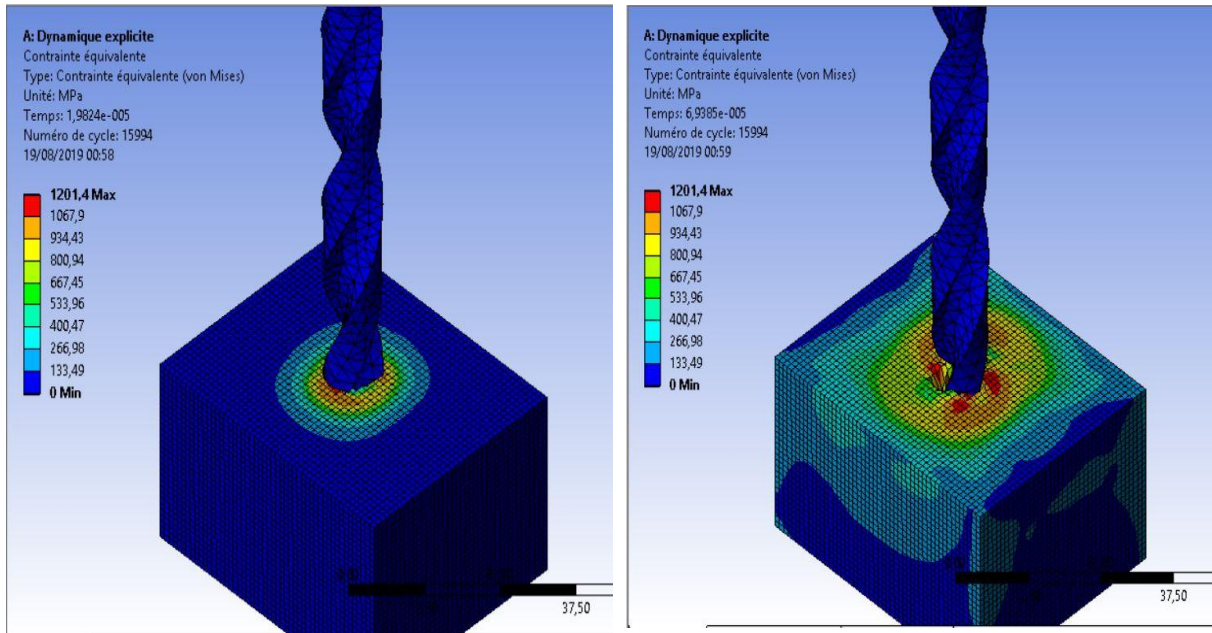 A: Dynamique explicite
Contrainte équivalente
Type: Contrainte équivalente (von Mises)
Unité: MPa
Temps: 1,9824e-005
Numéro de cycle: 15994
19/08/2019 00:58
1201,4 Max
1067,9
934,43
800,94
667,45
533,96
400,47
266,98
133,49
0 Min
37,50
A: Dynamique explicite
Contrainte équivalente
Type: Contrainte équivalente (von Mises)
Unité: MPa
Temps: 6,9385e-005
Numéro de cycle: 15994
19/08/2019 00:59
1201,4 Max
1067,9
934,43
800,94
667,45
533,96
400,47
266,98
133,49
0 Min
37,50